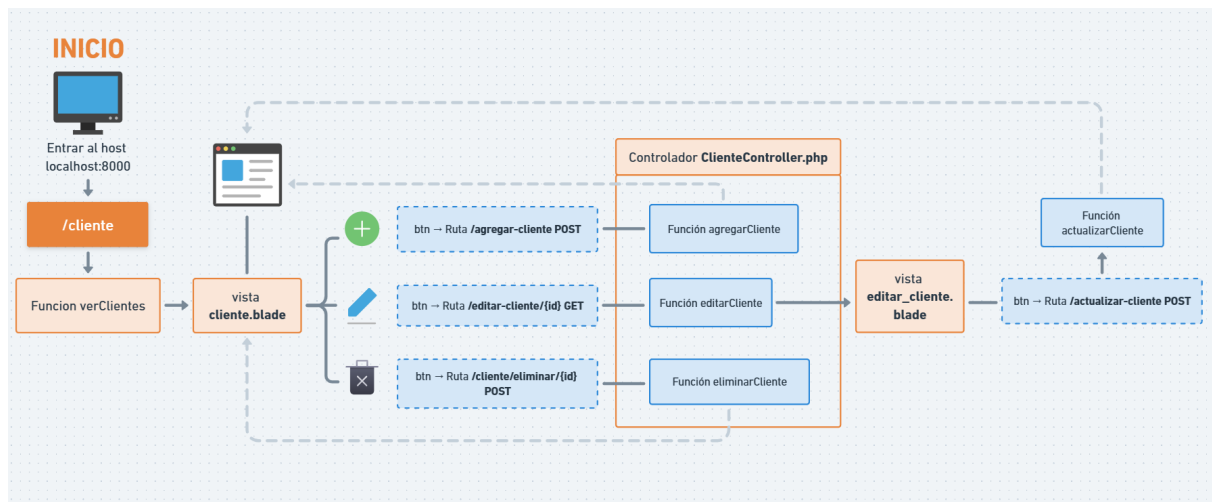 INICIO
Entrar al host
localhost:8000
/cliente
Funcion verClientes
vista
cliente.blade
btn → Ruta /agregar-cliente POST
btn → Ruta /editar-cliente/{id} GET
btn → Ruta /cliente/eliminar/{id}
POST
Controlador ClienteController.php
Función agregarCliente
Función editarCliente
Función eliminarCliente
vista
editar_cliente.
blade
btn → Ruta /actualizar-cliente POST
Función
actualizarCliente